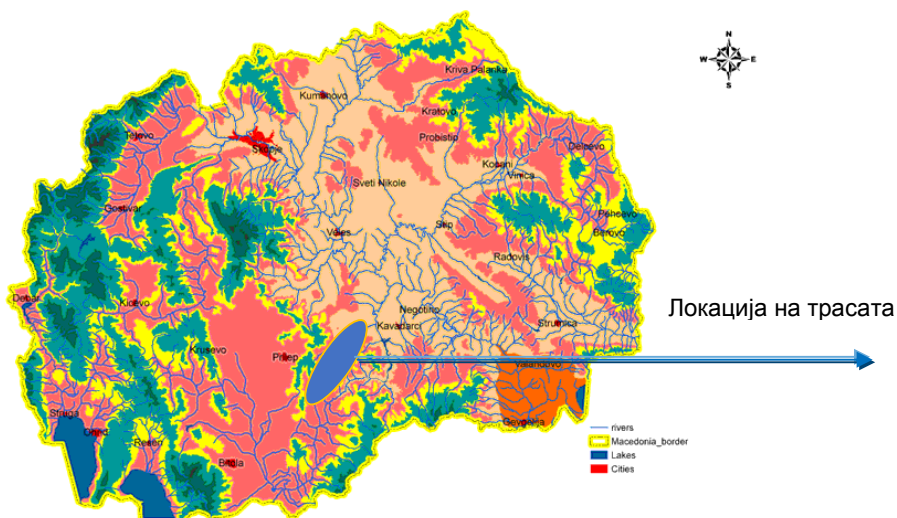 N
W E
S
Kriva Palanka
Kumanovo
Kratovo
Tetovo
Probistip
Skopje
Delcevo
Kocani
Vinica
Sveti Nikole
Gostivar
Pehcevo
Stip
Veles
Berovo
Radovis
Debar
Kicevo
Локација на трасата
Negotino
Kavadarci
Strumica
Krusevo
Prilep
Valandovo
Struga
Gevgelija
Ohrid
Resen
Bitola
rivers
Macedonia_border
Lakes
Cities